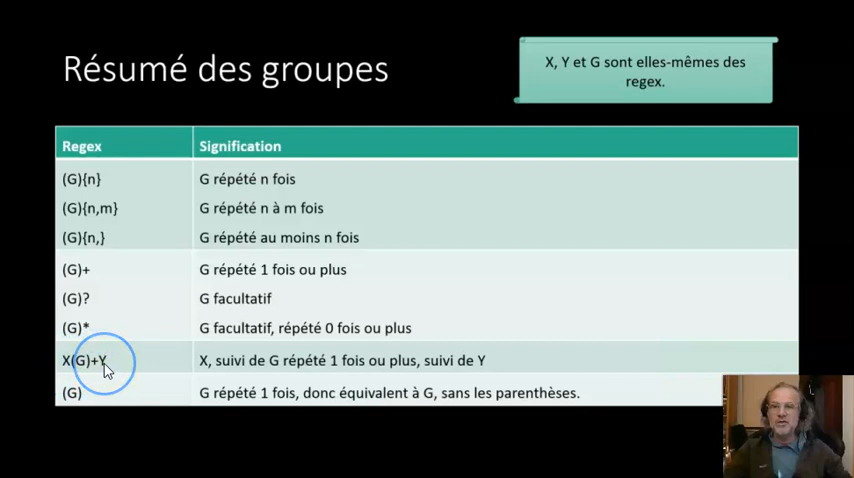 Résumé des groupes
X, Y et G sont elles-mêmes des
regex.
Regex Signification
(G){n} G répété n fois
(G){n,m} G répété n à m fois
(G){n,} G répété au moins n fois
(G)+ G répété 1 fois ou plus
(G)? G facultatif
(G)* G facultatif, répété 0 fois ou plus
X(G)+Y X, suivi de G répété 1 fois ou plus, suivi de Y
(G) G répété 1 fois, donc équivalent à G, sans les parenthèses.